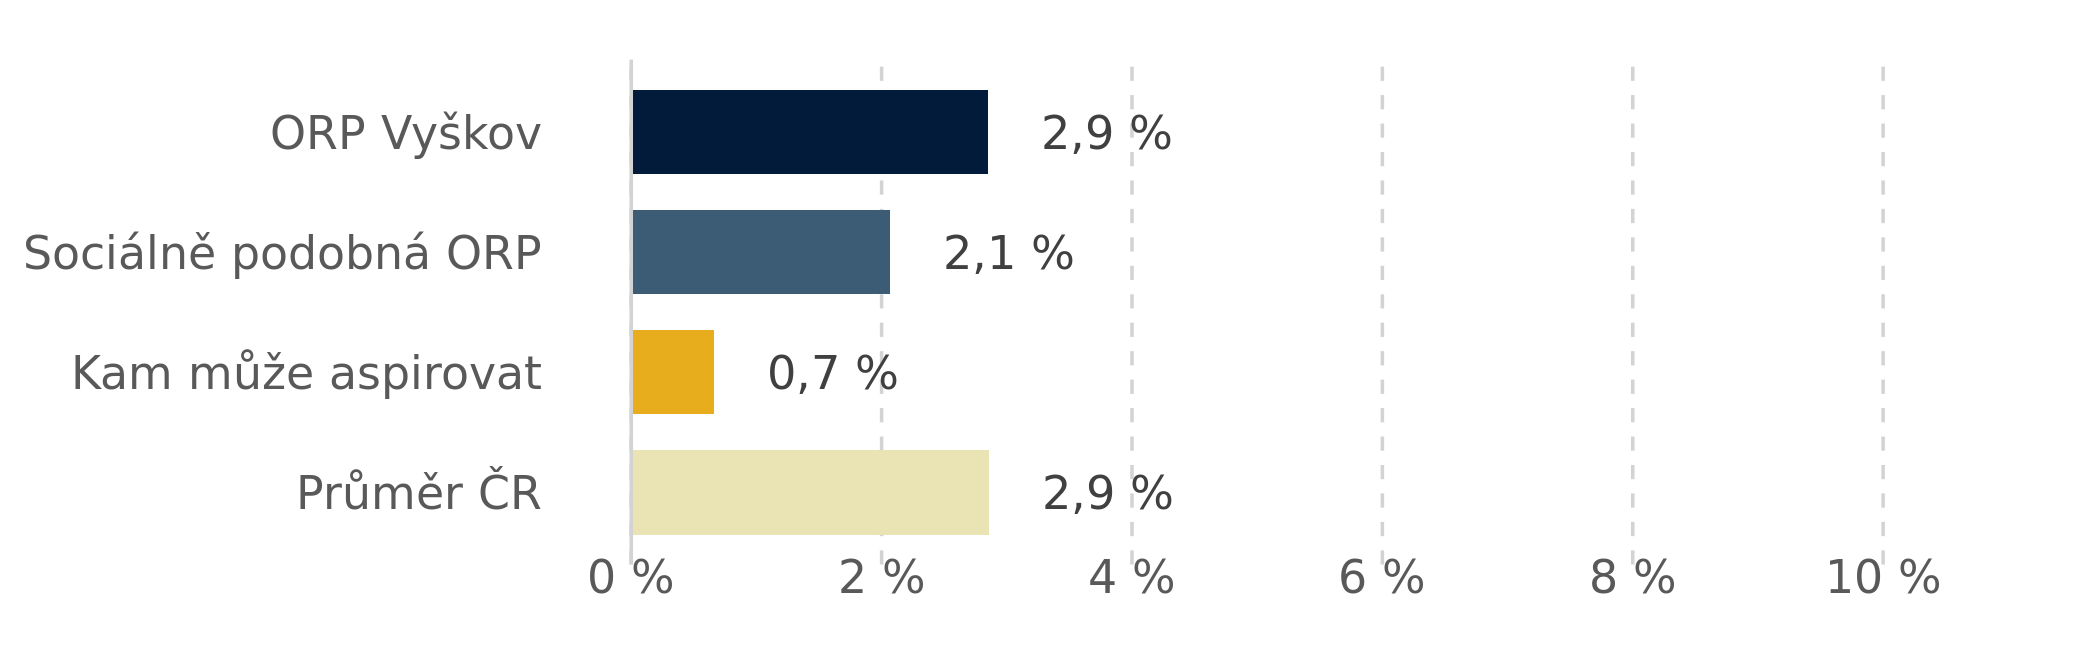 ORP Vyškov 2,9 %
Sociálně podobná ORP 2,1 %
Kam může aspirovat 0,7 %
Průměr ČR 2,9 %
0 % 2 % 4 % 6 % 8 % 10 %